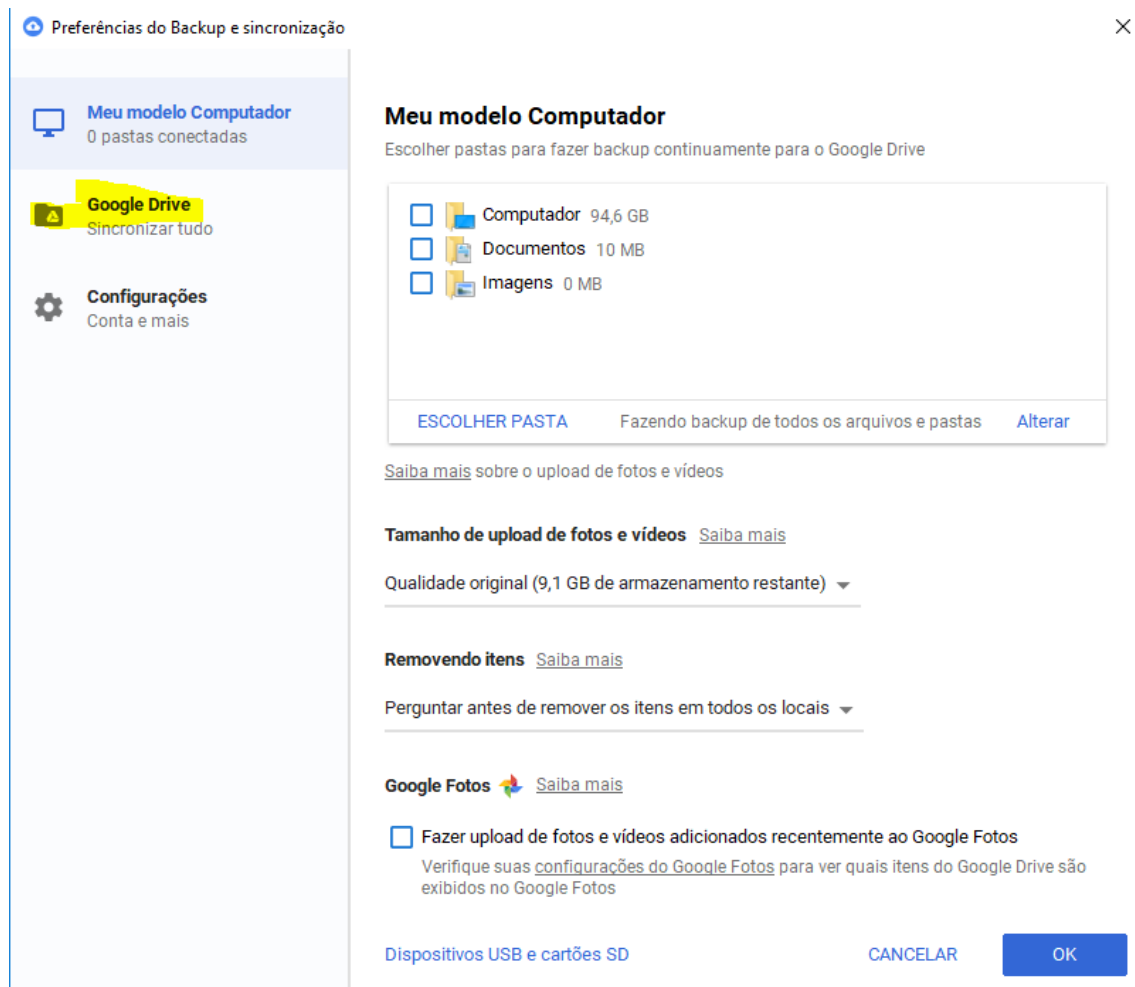 Preferências do Backup e sincronização
Meu modelo Computador
0 pastas conectadas
Google Drive
Sincronizar tudo
Configurações
Conta e mais
Meu modelo Computador
Escolher pastas para fazer backup continuamente para o Google Drive
Computador 94,6 GB
Documentos 10 MB
Imagens 0 MB
ESCOLHER PASTA Fazendo backup de todos os arquivos e pastas Alterar
Saiba mais sobre o upload de fotos e vídeos
Tamanho de upload de fotos e vídeos Saiba mais
Qualidade original (9,1 GB de armazenamento restante)
Removendo itens Saiba mais
Perguntar antes de remover os itens em todos os locais
Google Fotos Saiba mais
Fazer upload de fotos e vídeos adicionados recentemente ao Google Fotos
Verifique suas configurações do Google Fotos para ver quais itens do Google Drive são
exibidos no Google Fotos
Dispositivos USB e cartões SD CANCELAR OK